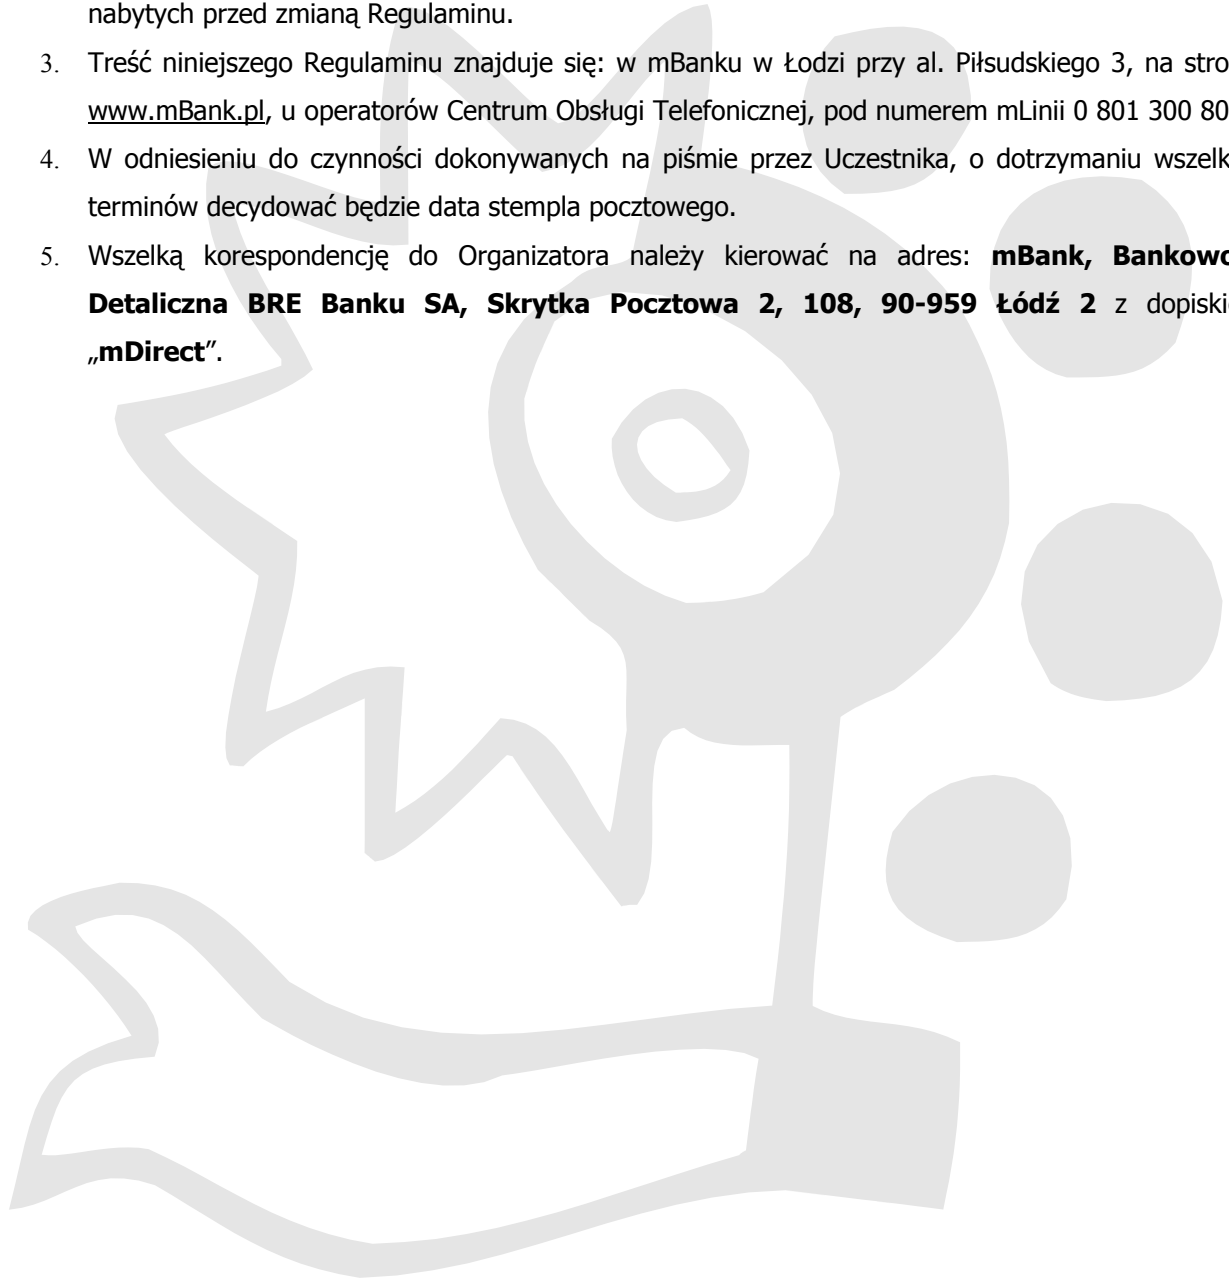 nabytych przed zmianą Regulaminu.
3. Treść niniejszego Regulaminu znajduje się: w mBanku w Łodzi przy al. Piłsudskiego 3, na stro
www.mBank.pl, u operatorów Centrum Obsługi Telefonicznej, pod numerem mLinii 0 801 300 80
4. W odniesieniu do czynności dokonywanych na piśmie przez Uczestnika, o dotrzymaniu wszelk
terminów decydować będzie data stempla pocztowego.
5. Wszelką korespondencję do Organizatora należy kierować na adres: mBank, Bankowo
Detaliczna BRE Banku SA, Skrytka Pocztowa 2, 108, 90-959 Łódź 2 z dopiski
„mDirect”.